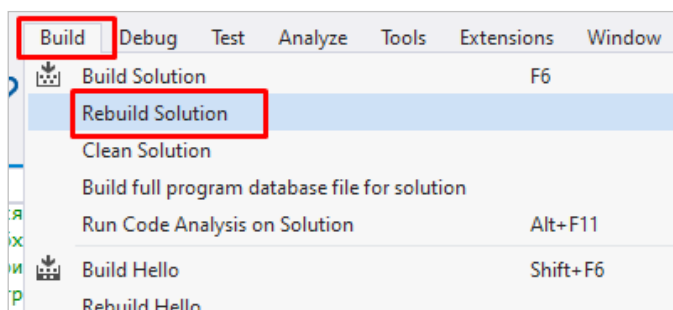 Build Debug Test Analyze Tools Extensions Window
Build Solution F6
Rebuild Solution
Clean Solution
Build full program database file for solution
Run Code Analysis on Solution Alt+F11
Build Hello Shift+F6
Rebuild Hello